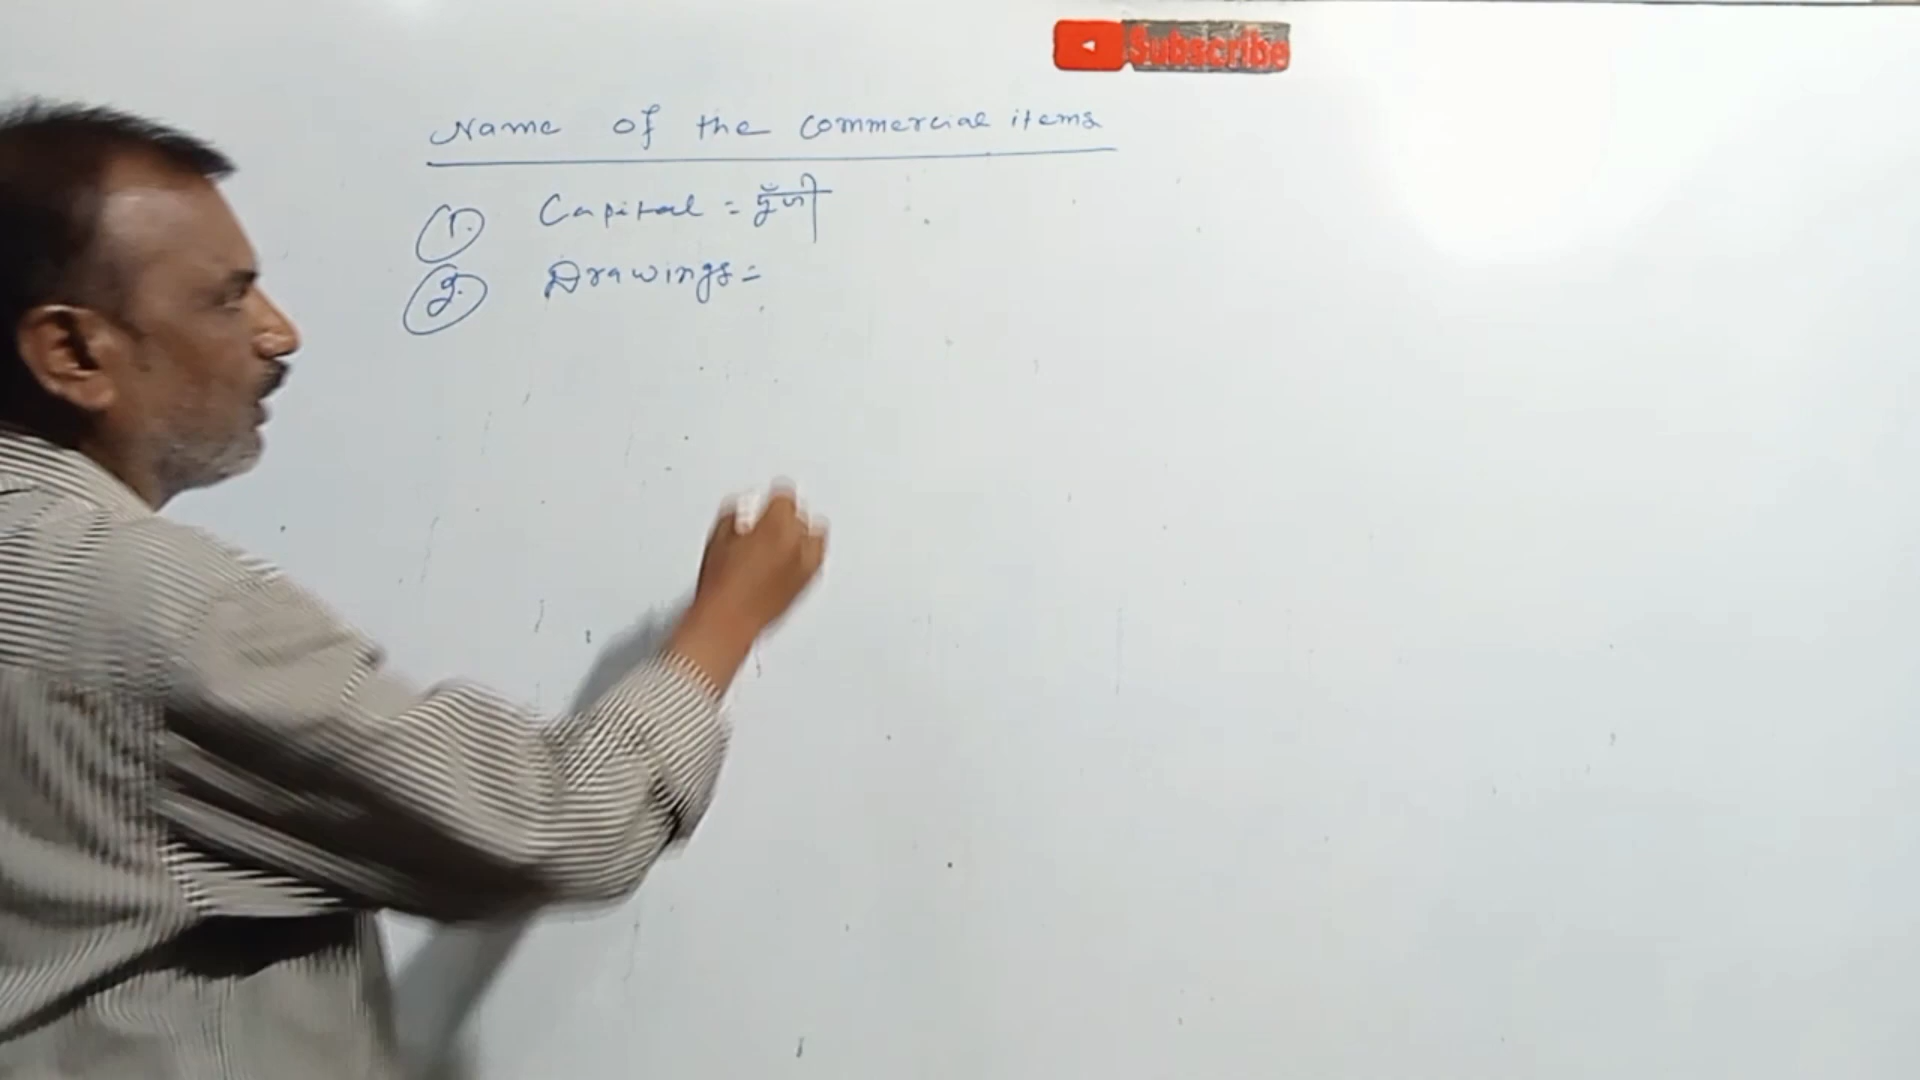 Subscribe
Name of the commercial items
1. Capital = पूँजी
2. Drawings =